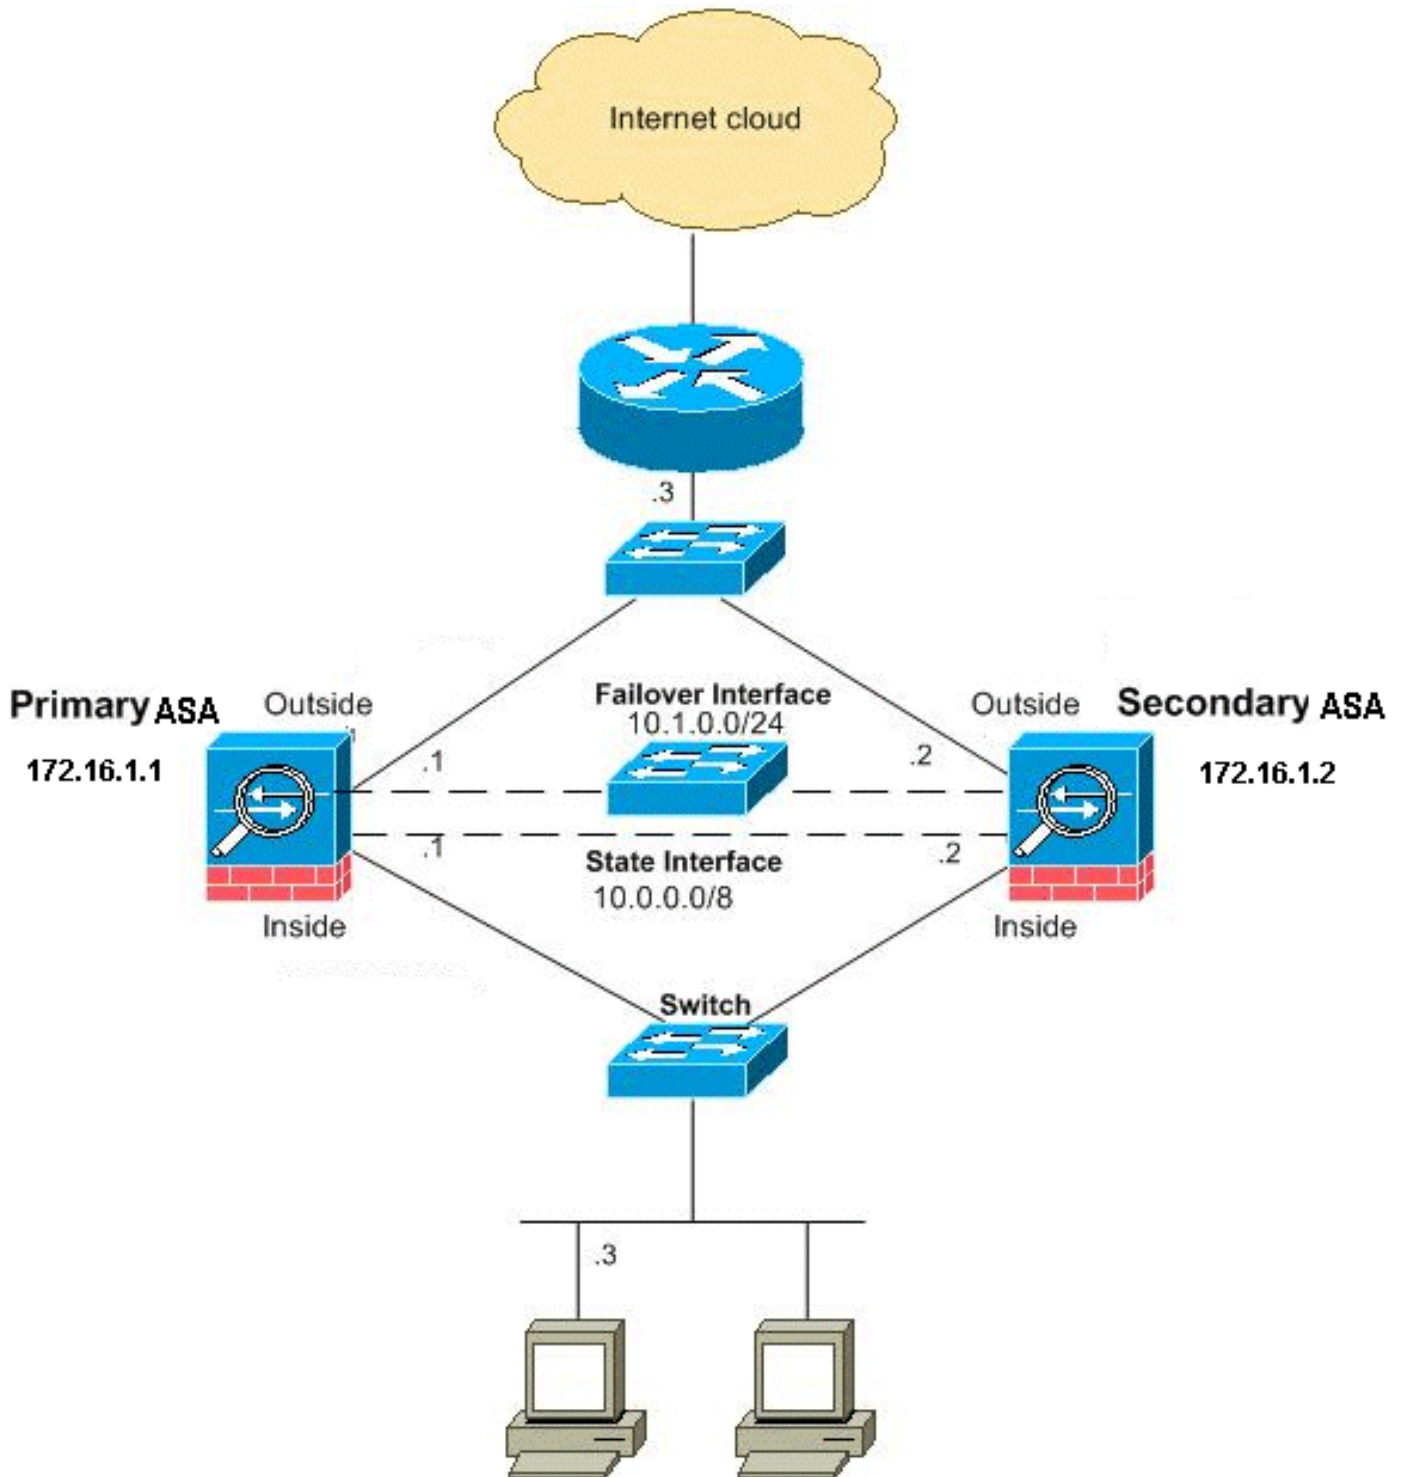 Internet cloud
.3
Primary ASA
172.16.1.1
Outside
Failover Interface
10.1.0.0/24
Outside
Secondary ASA
172.16.1.2
.1
.2
.1
State Interface
10.0.0.0/8
.2
Inside
Inside
Switch
.3